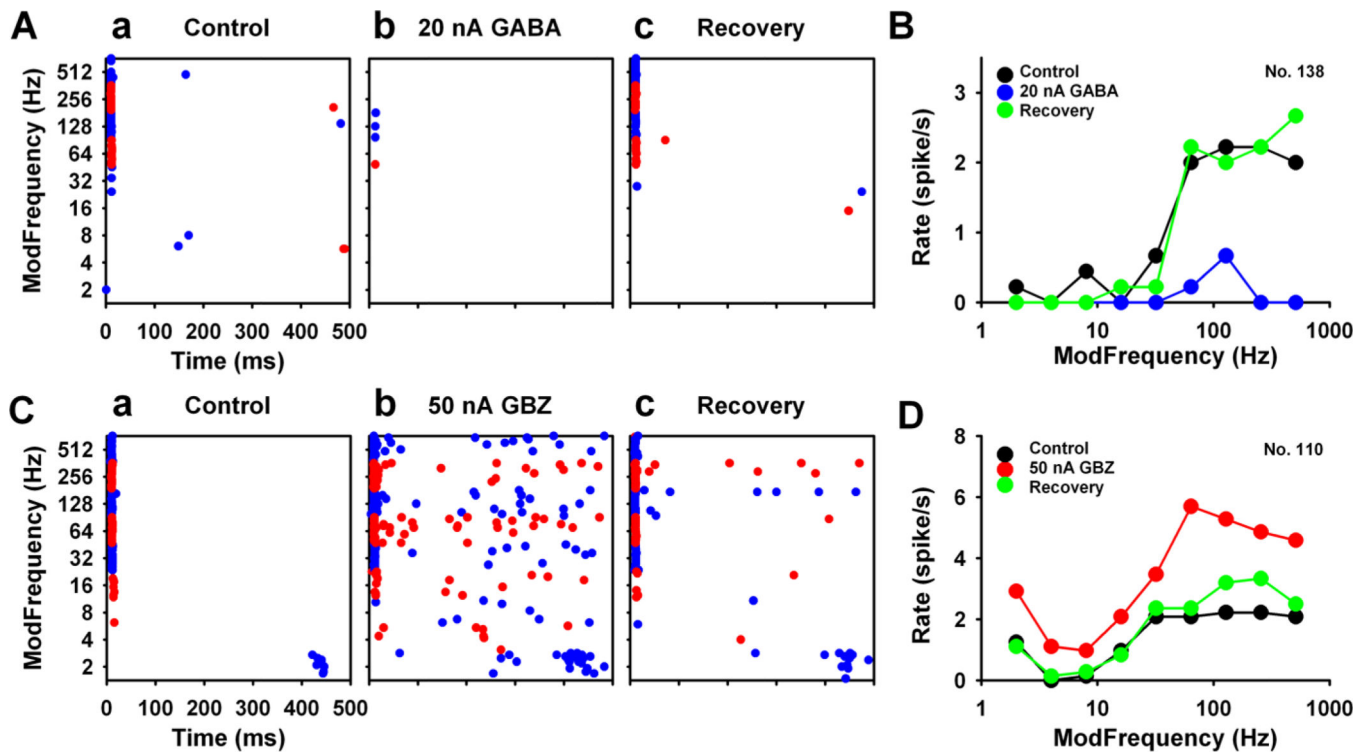 A
a Control
b 20 nA GABA
c Recovery
ModFrequency (Hz)
512
256
128
64
32
16
8
4
2
0 100 200 300 400 500
Time (ms)
B
Control
20 nA GABA
Recovery
No. 138
Rate (spike/s)
3
2
1
0
1 10 100 1000
ModFrequency (Hz)
C
a Control
b 50 nA GBZ
c Recovery
ModFrequency (Hz)
512
256
128
64
32
16
8
4
2
0 100 200 300 400 500
Time (ms)
D
Control
50 nA GBZ
Recovery
No. 110
Rate (spike/s)
8
6
4
2
0
1 10 100 1000
ModFrequency (Hz)